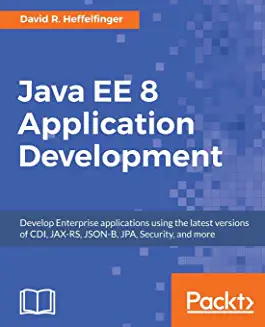 David R. Heffelfinger
Java EE 8
Application
Development
Develop Enterprise applications using the latest versions
of CDI, JAX-RS, JSON-B, JPA, Security, and more
Packt>